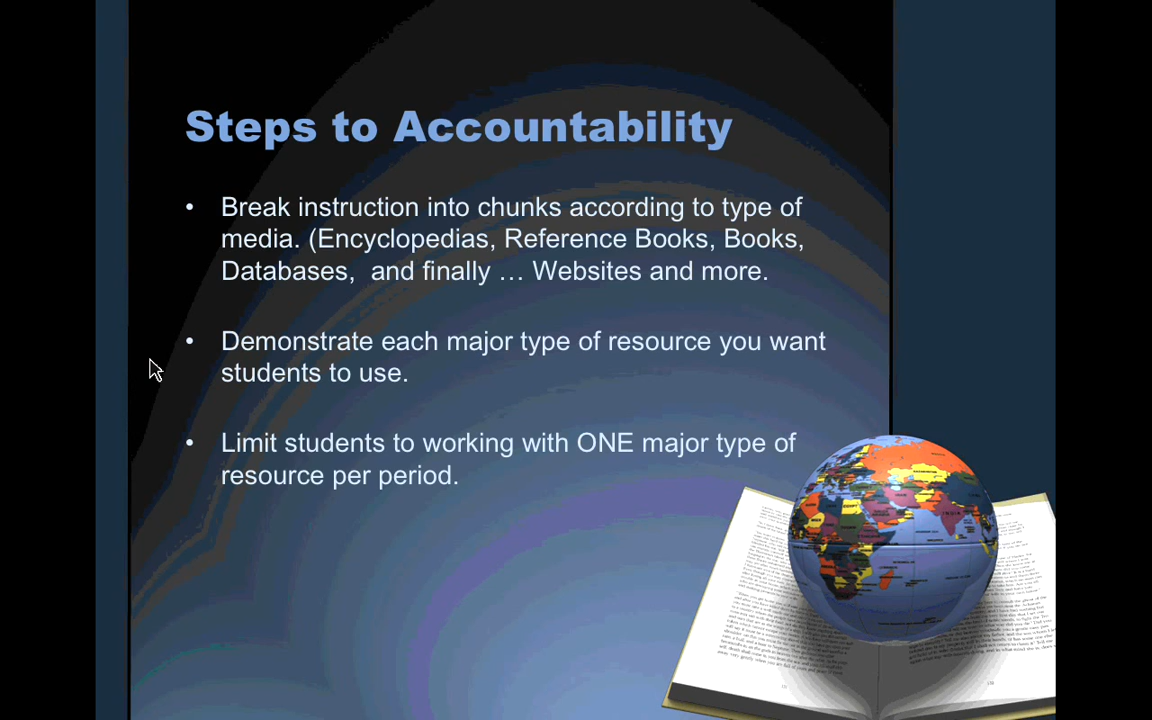 Steps to Accountability
• Break instruction into chunks according to type of
media. (Encyclopedias, Reference Books, Books,
Databases,  and finally … Websites and more.
• Demonstrate each major type of resource you want
students to use.
• Limit students to working with ONE major type of
resource per period.
INDIA
EGYPT